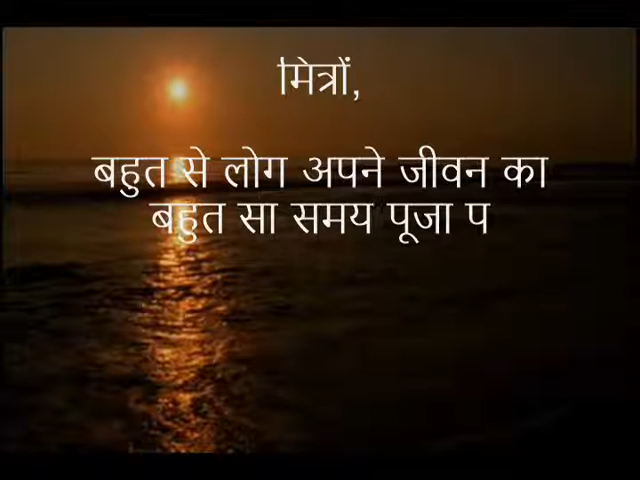 मित्रों,
बहुत से लोग अपने जीवन का
बहुत सा समय पूजा प